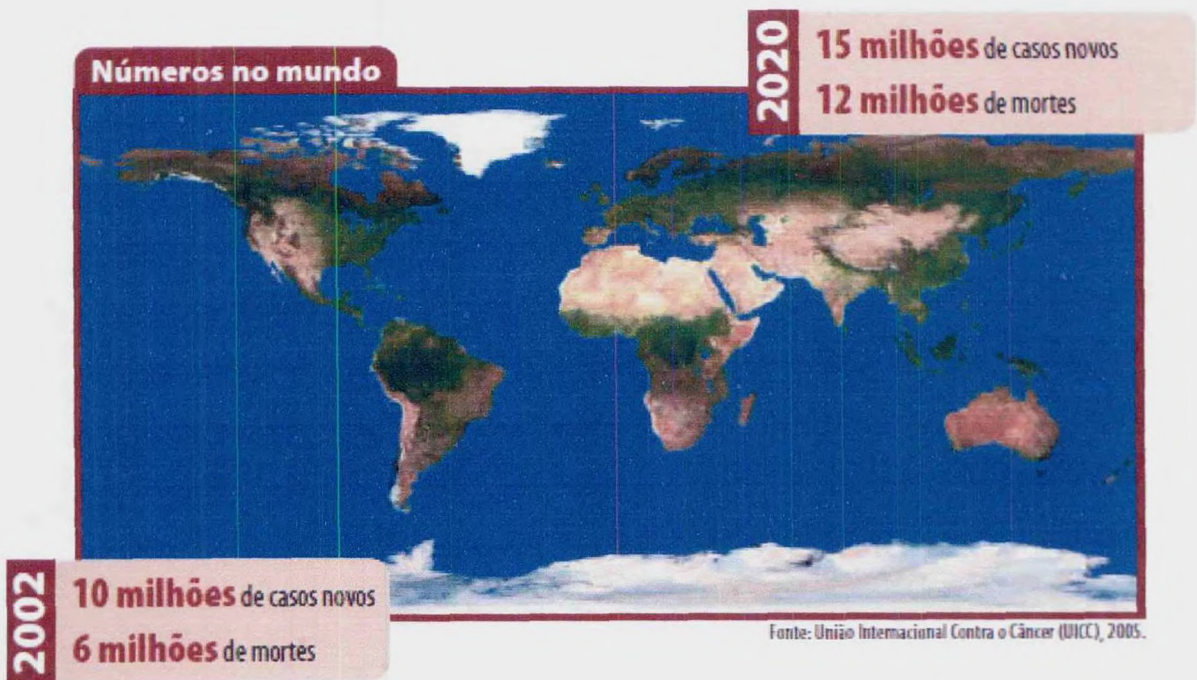 Números no mundo
2020
15 milhões de casos novos
12 milhões de mortes
2002
10 milhões de casos novos
6 milhões de mortes
Fonte: União Internacional Contra o Câncer (UICC), 2005.